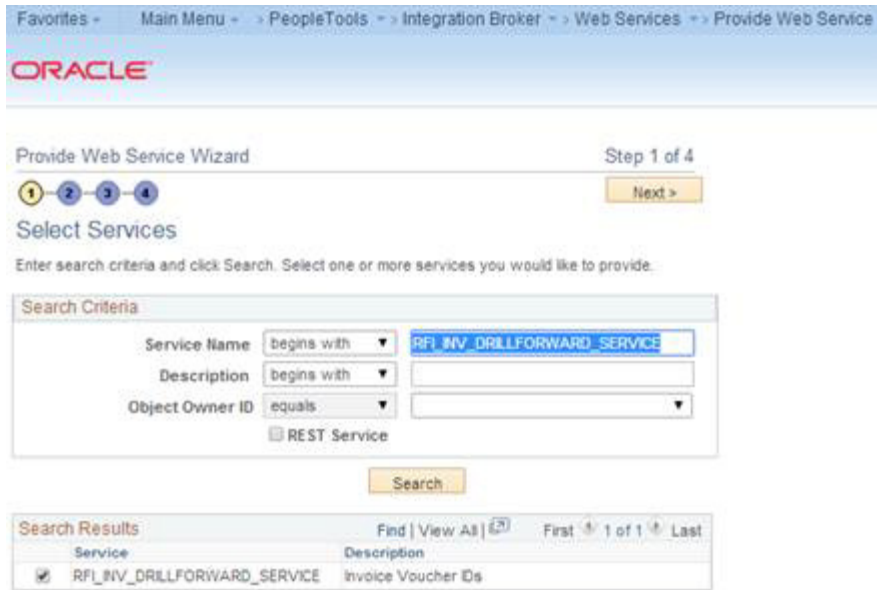 Favorites Main Menu > PeopleTools > Integration Broker > Web Services > Provide Web Service
ORACLE
Provide Web Service Wizard Step 1 of 4
1 2 3 4 Next >
Select Services
Enter search criteria and click Search. Select one or more services you would like to provide.
Search Criteria
Service Name begins with RFI_INV_DRILLFORWARD_SERVICE
Description begins with
Object Owner ID equals
REST Service
Search
Search Results Find | View All | First 1 of 1 Last
Service Description
RFI_INV_DRILLFORWARD_SERVICE Invoice Voucher IDs